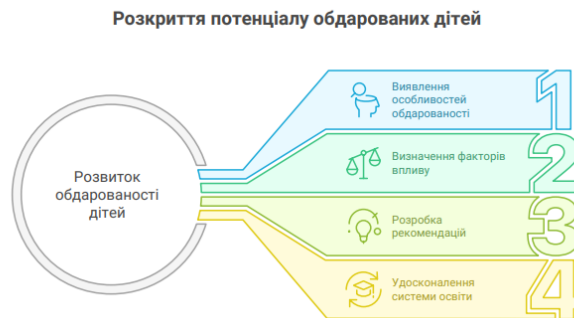 Розкриття потенціалу обдарованих дітей
Розвиток
обдарованості
дітей
Виявлення
особливостей
обдарованості
1
Визначення факторів
впливу
2
Розробка
рекомендацій
3
Удосконалення
системи освіти
4